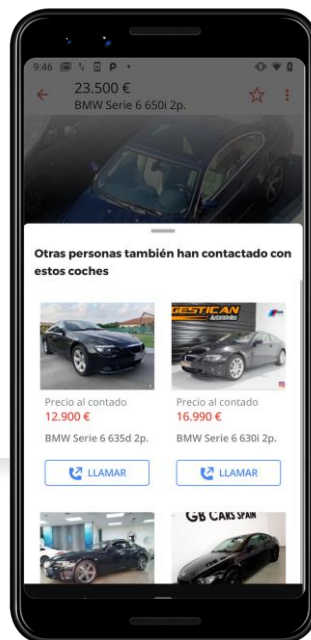 9:46
23.500 €
BMW Serie 6 650i 2p.
Otras personas también han contactado con
estos coches
GESTICAN
Automóviles
Precio al contado
12.900 €
BMW Serie 6 635d 2p.
LLAMAR
Precio al contado
16.990 €
BMW Serie 6 630i 2p.
LLAMAR
GB CARS SPAIN